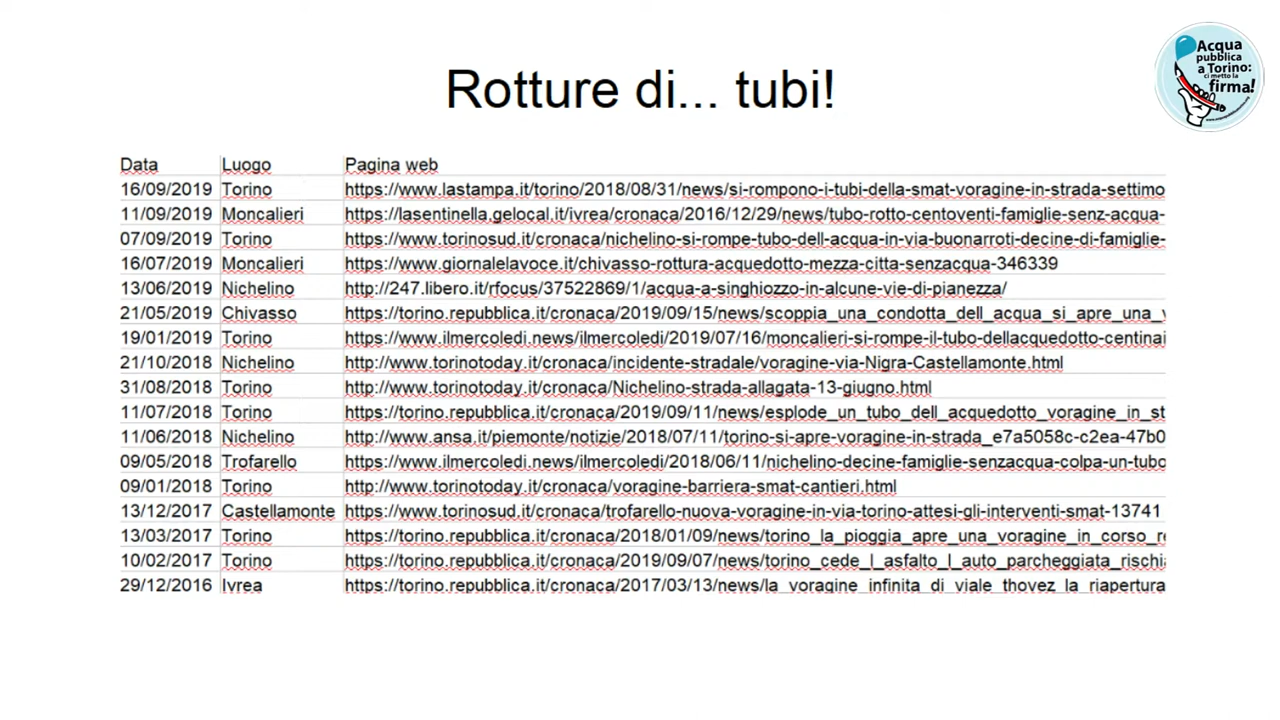 Acqua
pubblica
a Torino:
ci metto la
firma!
Rotture di... tubi!
Data Luogo Pagina web
16/09/2019 Torino https://www.lastampa.it/torino/2018/08/31/news/si-rompono-i-tubi-della-smat-voragine-in-strada-settimo
11/09/2019 Moncalieri https://lasentinella.gelocal.it/ivrea/cronaca/2016/12/29/news/tubo-rotto-centoventi-famiglie-senz-acqua-
07/09/2019 Torino https://www.torinosud.it/cronaca/nichelino-si-rompe-tubo-dell-acqua-in-via-buonarroti-decine-di-famiglie-
16/07/2019 Moncalieri https://www.giornalelavoce.it/chivasso-rottura-acquedotto-mezza-citta-senzacqua-346339
13/06/2019 Nichelino http://247.libero.it/rfocus/37522869/1/acqua-a-singhiozzo-in-alcune-vie-di-pianezza/
21/05/2019 Chivasso https://torino.repubblica.it/cronaca/2019/09/15/news/scoppia_una_condotta_dell_acqua_si_apre_una_v
19/01/2019 Torino https://www.ilmercoledi.news/ilmercoledi/2019/07/16/moncalieri-si-rompe-il-tubo-dellacquedotto-centinai
21/10/2018 Nichelino http://www.torinotoday.it/cronaca/incidente-stradale/voragine-via-Nigra-Castellamonte.html
31/08/2018 Torino http://www.torinotoday.it/cronaca/Nichelino-strada-allagata-13-giugno.html
11/07/2018 Torino https://torino.repubblica.it/cronaca/2019/09/11/news/esplode_un_tubo_dell_acquedotto_voragine_in_st
11/06/2018 Nichelino http://www.ansa.it/piemonte/notizie/2018/07/11/torino-si-apre-voragine-in-strada_e7a5058c-c2ea-47b0
09/05/2018 Trofarello https://www.ilmercoledi.news/ilmercoledi/2018/06/11/nichelino-decine-famiglie-senzacqua-colpa-un-tubo
09/01/2018 Torino http://www.torinotoday.it/cronaca/voragine-barriera-smat-cantieri.html
13/12/2017 Castellamonte https://www.torinosud.it/cronaca/trofarello-nuova-voragine-in-via-torino-attesi-gli-interventi-smat-13741
13/03/2017 Torino https://torino.repubblica.it/cronaca/2018/01/09/news/torino_la_pioggia_apre_una_voragine_in_corso_re
10/02/2017 Torino https://torino.repubblica.it/cronaca/2019/09/07/news/torino_cede_l_asfalto_l_auto_parcheggiata_rischi
29/12/2016 Ivrea https://torino.repubblica.it/cronaca/2017/03/13/news/la_voragine_infinita_di_viale_thovez_la_riapertura